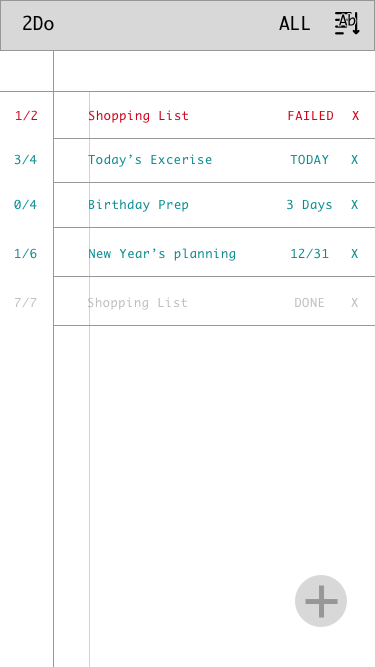 2Do ALL Ab
1/2 Shopping List FAILED X
3/4 Today’s Excerise TODAY X
0/4 Birthday Prep 3 Days X
1/6 New Year’s planning 12/31 X
7/7 Shopping List DONE X